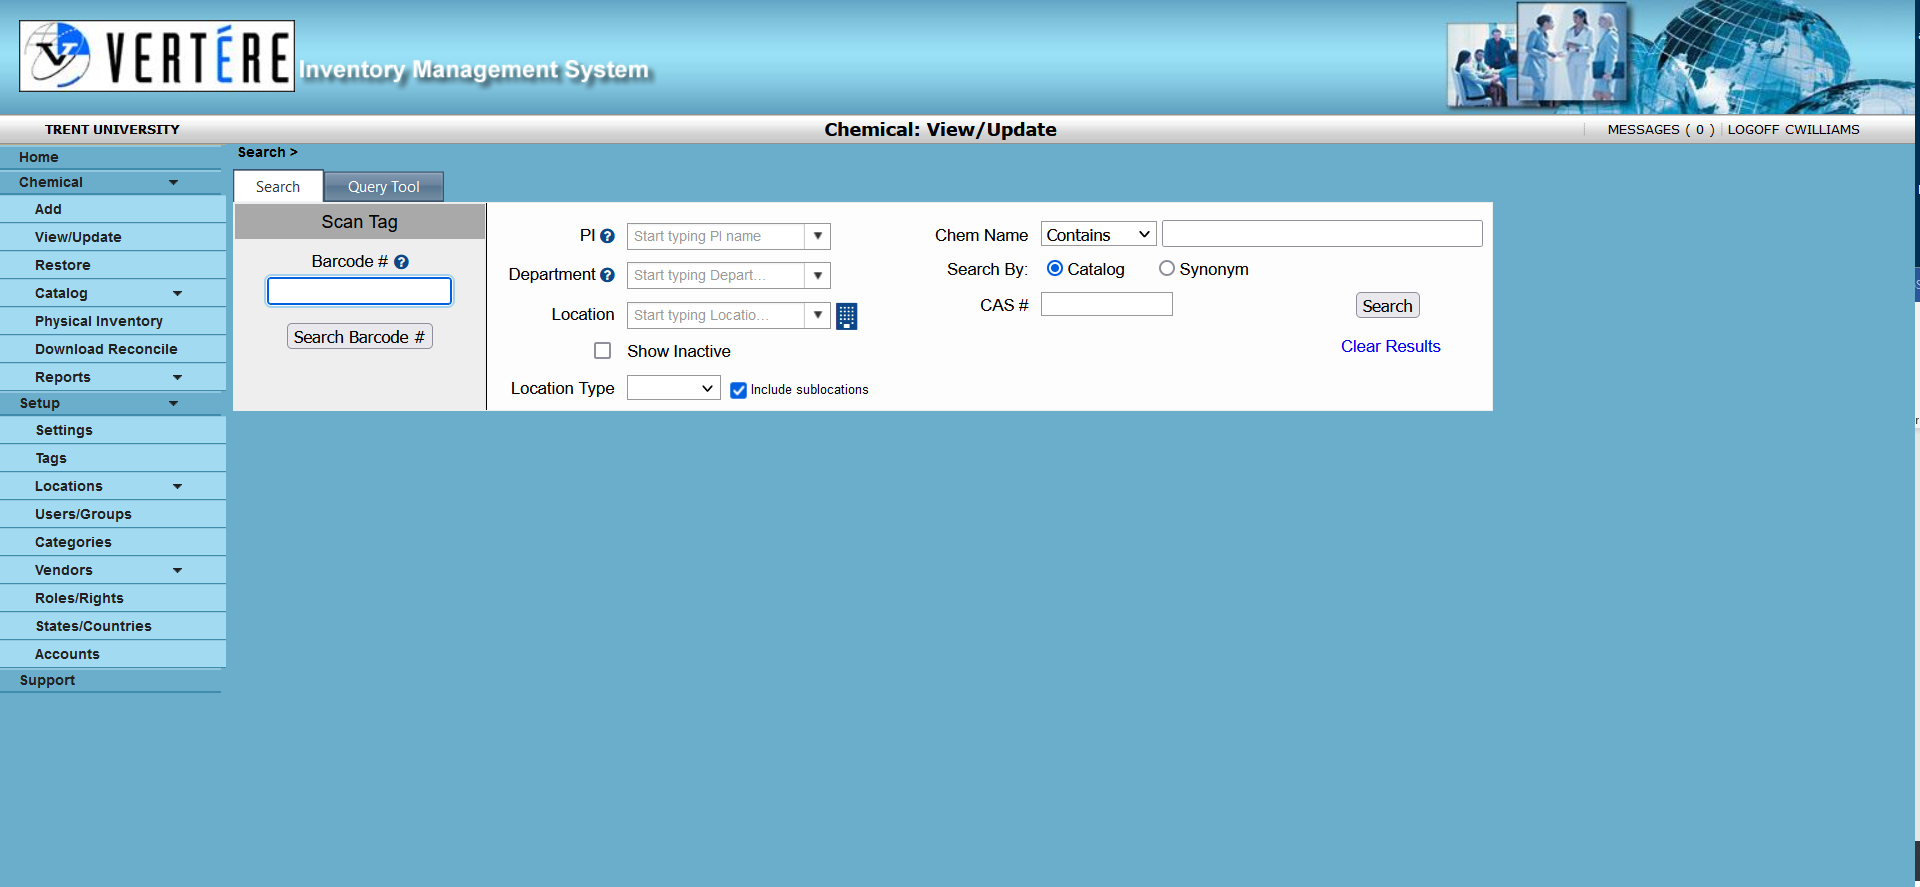 VERTÉRE
Inventory Management System
TRENT UNIVERSITY
Chemical: View/Update
MESSAGES ( 0 ) LOGOFF CWILLIAMS
Home
Chemical
Add
View/Update
Restore
Catalog
Physical Inventory
Download Reconcile
Reports
Setup
Settings
Tags
Locations
Users/Groups
Categories
Vendors
Roles/Rights
States/Countries
Accounts
Support
Search >
Search
Query Tool
Scan Tag
Barcode # ?
Search Barcode #
PI ? Start typing PI name
Department ? Start typing Depart...
Location Start typing Locatio...
Show Inactive
Location Type
Include sublocations
Chem Name Contains
Search By: Catalog Synonym
CAS #
Search
Clear Results